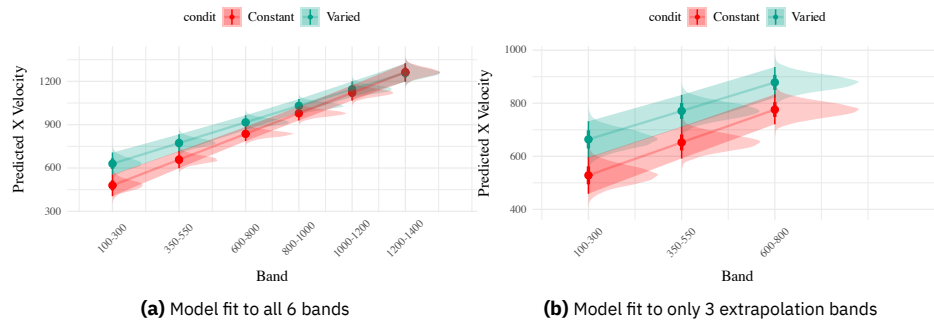 condit Constant Varied
Predicted X Velocity
1200
900
600
300
100-300
350-550
600-800
800-1000
1000-1200
1200-1400
Band
(a) Model fit to all 6 bands
condit Constant Varied
Predicted X Velocity
1000
800
600
400
100-300
350-550
600-800
Band
(b) Model fit to only 3 extrapolation bands